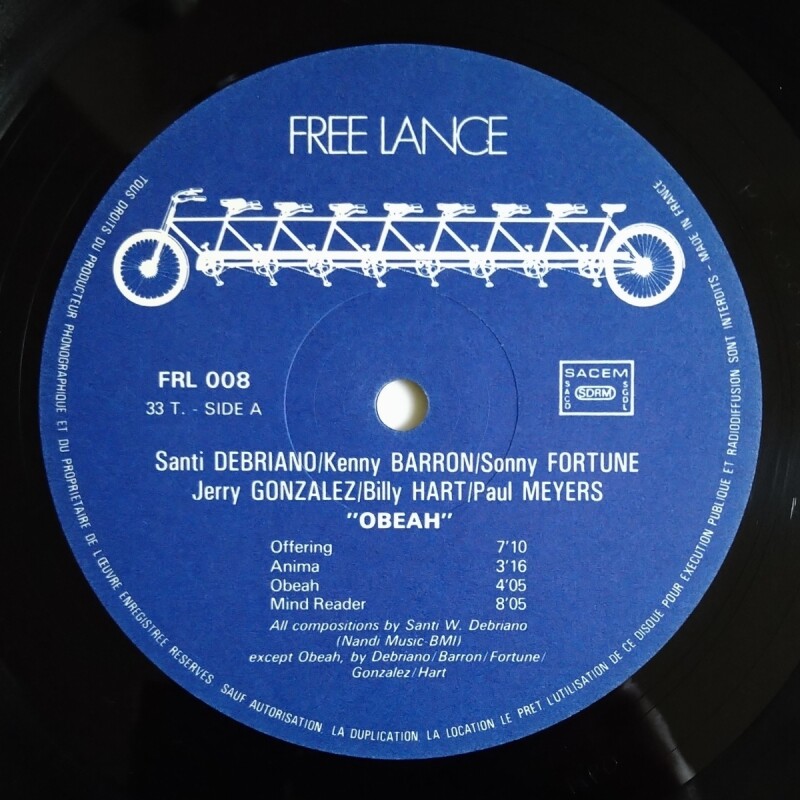 FREE LANCE
FRL 008
33 T. - SIDE A
SACEM
SACD
SDRM
SGDL
Santi DEBRIANO/Kenny BARRON/Sonny FORTUNE
Jerry GONZALEZ/Billy HART/Paul MEYERS
"OBEAH"
Offering 7'10
Anima 3'16
Obeah 4'05
Mind Reader 8'05
All compositions by Santi W. Debriano
(Nandi Music-BMI)
except Obeah, by Debriano/Barron/Fortune/
Gonzalez/Hart
TOUS DROITS DU PRODUCTEUR PHONOGRAPHIQUE ET DU PROPRIETAIRE DE L'ŒUVRE ENREGISTREE RESERVES SAUF AUTORISATION. LA DUPLICATION. LA LOCATION LE PRET L'UTILISATION DE CE DISQUE POUR EXECUTION PUBLIQUE ET RADIODIFFUSION SONT INTERDITS - MADE IN FRANCE